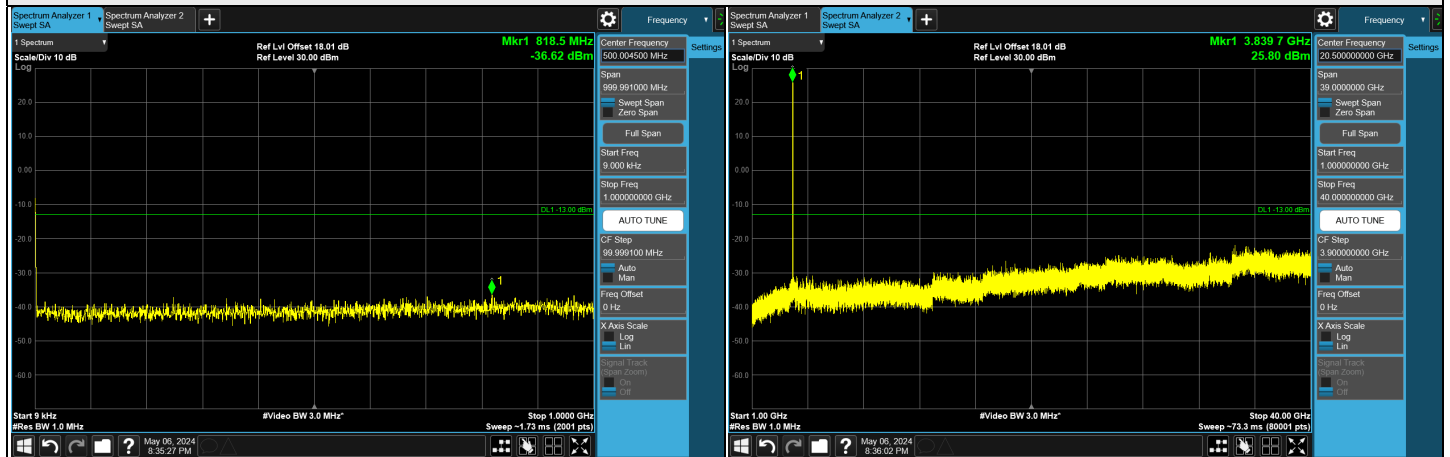 Spectrum Analyzer 1
Swept SA
Spectrum Analyzer 2
Swept SA
Frequency
1 Spectrum
Scale/Div 10 dB
Log
Ref Lvl Offset 18.01 dB
Ref Level 30.00 dBm
Mkr1 818.5 MHz
-36.62 dBm
1
20.0
10.0
0.00
-10.0
-20.0
-30.0
-40.0
-50.0
-60.0
DL1 -13.00 dBm
Start 9 kHz
#Res BW 1.0 MHz
#Video BW 3.0 MHz*
Stop 1.0000 GHz
Sweep ~1.73 ms (2001 pts)
May 06, 2024
8:35:27 PM
Center Frequency
500.004500 MHz
Settings
Span
999.991000 MHz
Swept Span
Zero Span
Full Span
Start Freq
9.000 kHz
Stop Freq
1.000000000 GHz
AUTO TUNE
CF Step
99.999100 MHz
Auto
Man
Freq Offset
0 Hz
X Axis Scale
Log
Lin
Signal Track
(Span Zoom)
On
Off
Spectrum Analyzer 1
Swept SA
Spectrum Analyzer 2
Swept SA
Frequency
1 Spectrum
Scale/Div 10 dB
Log
Ref Lvl Offset 18.01 dB
Ref Level 30.00 dBm
Mkr1 3.839 7 GHz
25.80 dBm
1
20.0
10.0
0.00
-10.0
-20.0
-30.0
-40.0
-50.0
-60.0
DL1 -13.00 dBm
Start 1.00 GHz
#Res BW 1.0 MHz
#Video BW 3.0 MHz*
Stop 40.00 GHz
Sweep ~73.3 ms (80001 pts)
May 06, 2024
8:36:02 PM
Center Frequency
20.500000000 GHz
Settings
Span
39.0000000 GHz
Swept Span
Zero Span
Full Span
Start Freq
1.000000000 GHz
Stop Freq
40.000000000 GHz
AUTO TUNE
CF Step
3.900000000 GHz
Auto
Man
Freq Offset
0 Hz
X Axis Scale
Log
Lin
Signal Track
(Span Zoom)
On
Off